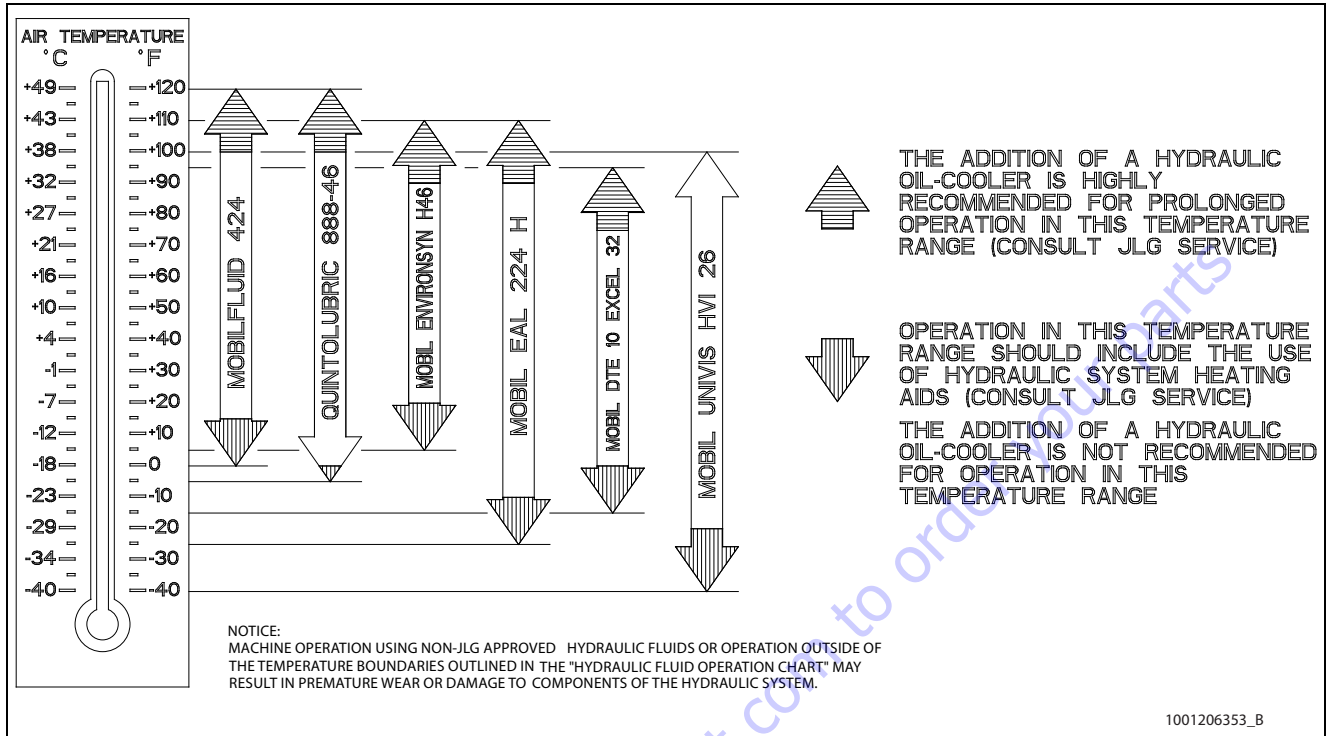 AIR TEMPERATURE
°C °F
+49 +120
+43 +110
+38 +100
+32 +90
+27 +80
+21 +70
+16 +60
+10 +50
+4 +40
-1 +30
-7 +20
-12 +10
-18 0
-23 -10
-29 -20
-34 -30
-40 -40
MOBILFLUID 424
QUINTOLUBRIC 888-46
MOBIL ENVIRONSYN H46
MOBIL EAL 224 H
MOBIL DTE 10 EXCEL 32
MOBIL UNIVIS HVI 26
THE ADDITION OF A HYDRAULIC
OIL-COOLER IS HIGHLY
RECOMMENDED FOR PROLONGED
OPERATION IN THIS TEMPERATURE
RANGE (CONSULT JLG SERVICE)
OPERATION IN THIS TEMPERATURE
RANGE SHOULD INCLUDE THE USE
OF HYDRAULIC SYSTEM HEATING
AIDS (CONSULT JLG SERVICE)
THE ADDITION OF A HYDRAULIC
OIL-COOLER IS NOT RECOMMENDED
FOR OPERATION IN THIS
TEMPERATURE RANGE
NOTICE:
MACHINE OPERATION USING NON-JLG APPROVED HYDRAULIC FLUIDS OR OPERATION OUTSIDE OF
THE TEMPERATURE BOUNDARIES OUTLINED IN THE "HYDRAULIC FLUID OPERATION CHART" MAY
RESULT IN PREMATURE WEAR OR DAMAGE TO COMPONENTS OF THE HYDRAULIC SYSTEM.
1001206353_B
com to order your parts